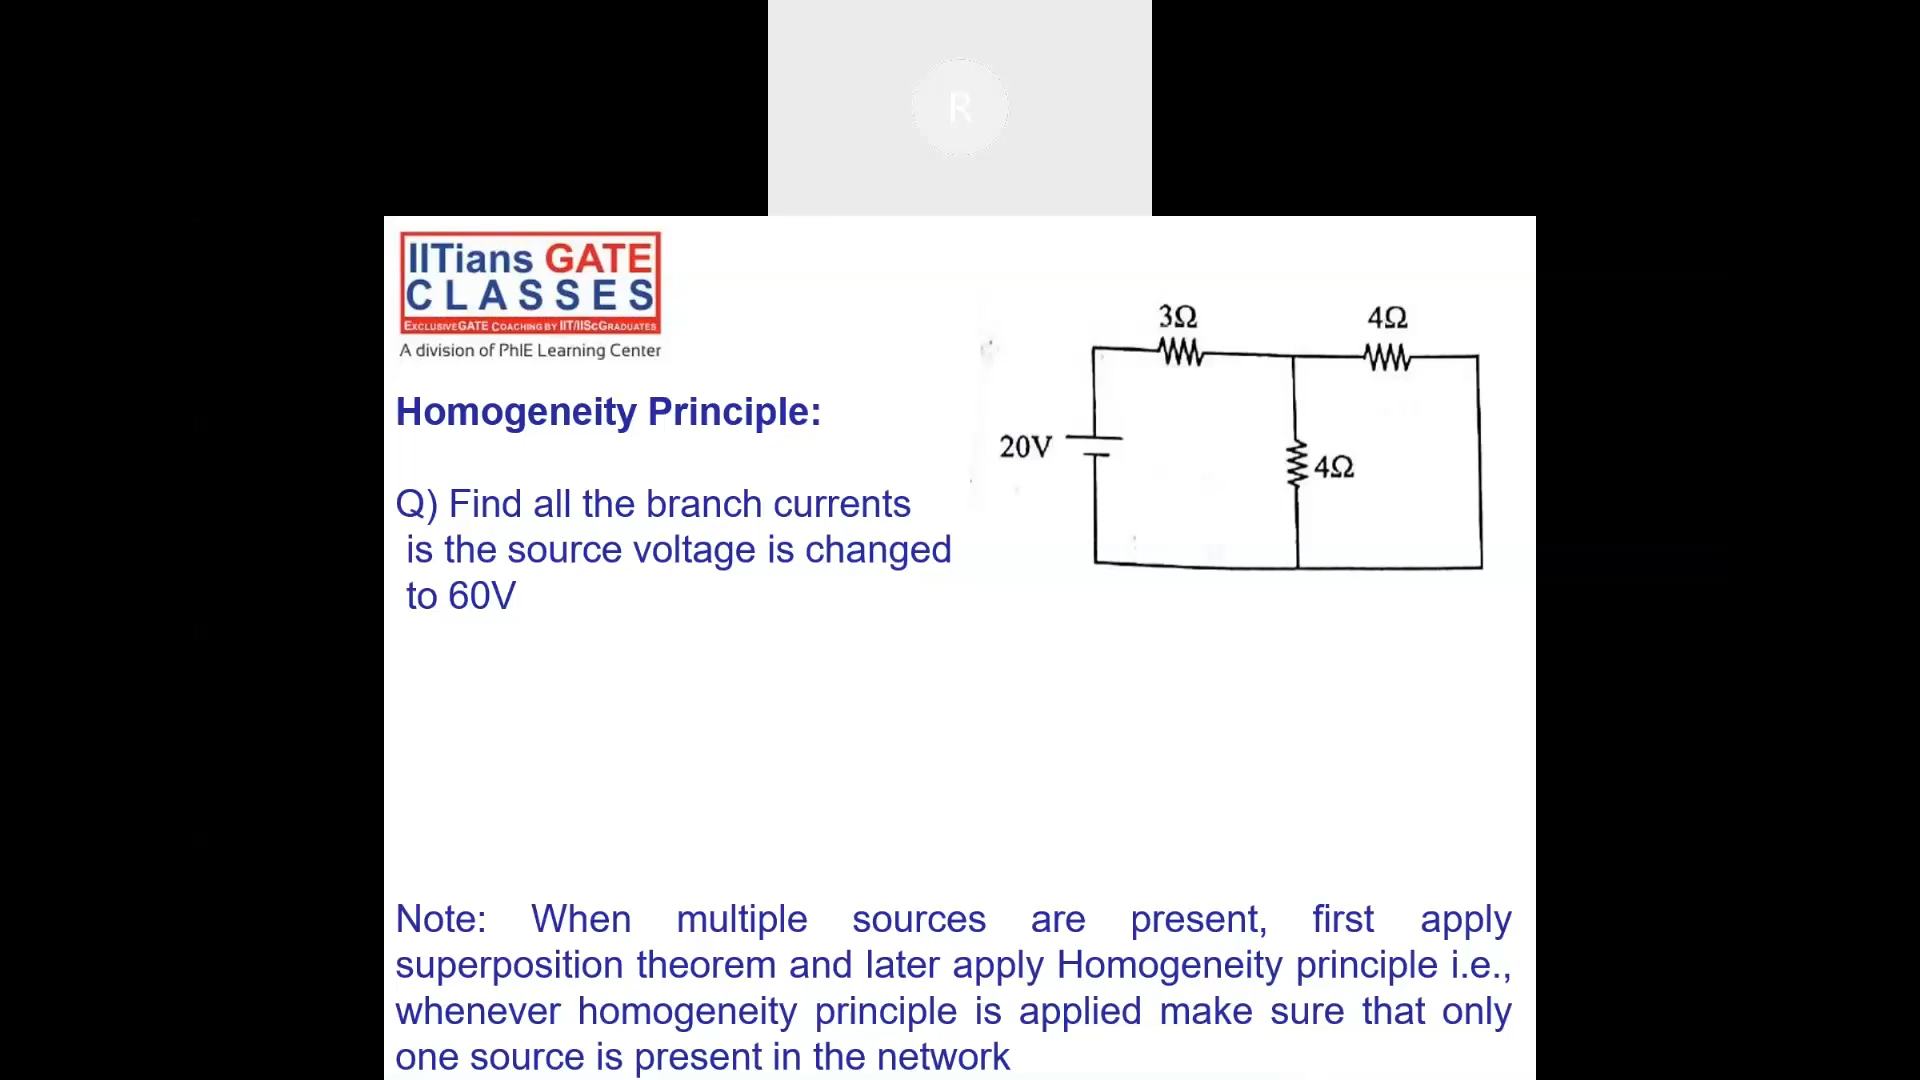 R
IITians GATE
CLASSES
EXCLUSIVE GATE COACHING BY IIT/IISc GRADUATES
A division of PhIE Learning Center
3Ω
4Ω
Homogeneity Principle:
20V
4Ω
Q) Find all the branch currents
is the source voltage is changed
to 60V
Note: When multiple sources are present, first apply
superposition theorem and later apply Homogeneity principle i.e.,
whenever homogeneity principle is applied make sure that only
one source is present in the network